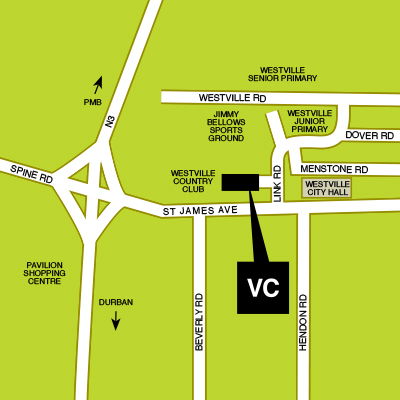 WESTVILLE
SENIOR PRIMARY
PMB
WESTVILLE RD
N3
JIMMY
BELLOWS
SPORTS
GROUND
WESTVILLE
JUNIOR
PRIMARY
DOVER RD
SPINE RD
WESTVILLE
COUNTRY
CLUB
LINK RD
MENSTONE RD
WESTVILLE
CITY HALL
ST JAMES AVE
PAVILION
SHOPPING
CENTRE
VC
DURBAN
BEVERLY RD
HENDON RD